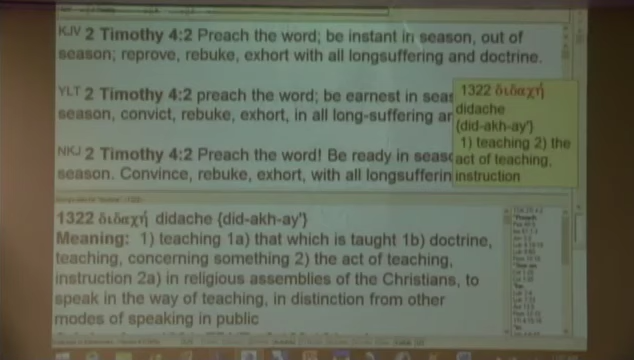 KJV 2 Timothy 4:2 Preach the word; be instant in season, out of
season; reprove, rebuke, exhort with all longsuffering and doctrine.
YLT 2 Timothy 4:2 preach the word; be earnest in seas
season, convict, rebuke, exhort, in all long-suffering an
NKJ 2 Timothy 4:2 Preach the word! Be ready in seaso
season. Convince, rebuke, exhort, with all longsufferin
1322 διδαχή
didache
{did-akh-ay'}
1) teaching 2) the
act of teaching,
instruction
1322 διδαχή didache {did-akh-ay'}
Meaning: 1) teaching 1a) that which is taught 1b) doctrine,
teaching, concerning something 2) the act of teaching,
instruction 2a) in religious assemblies of the Christians, to
speak in the way of teaching, in distinction from other
modes of speaking in public